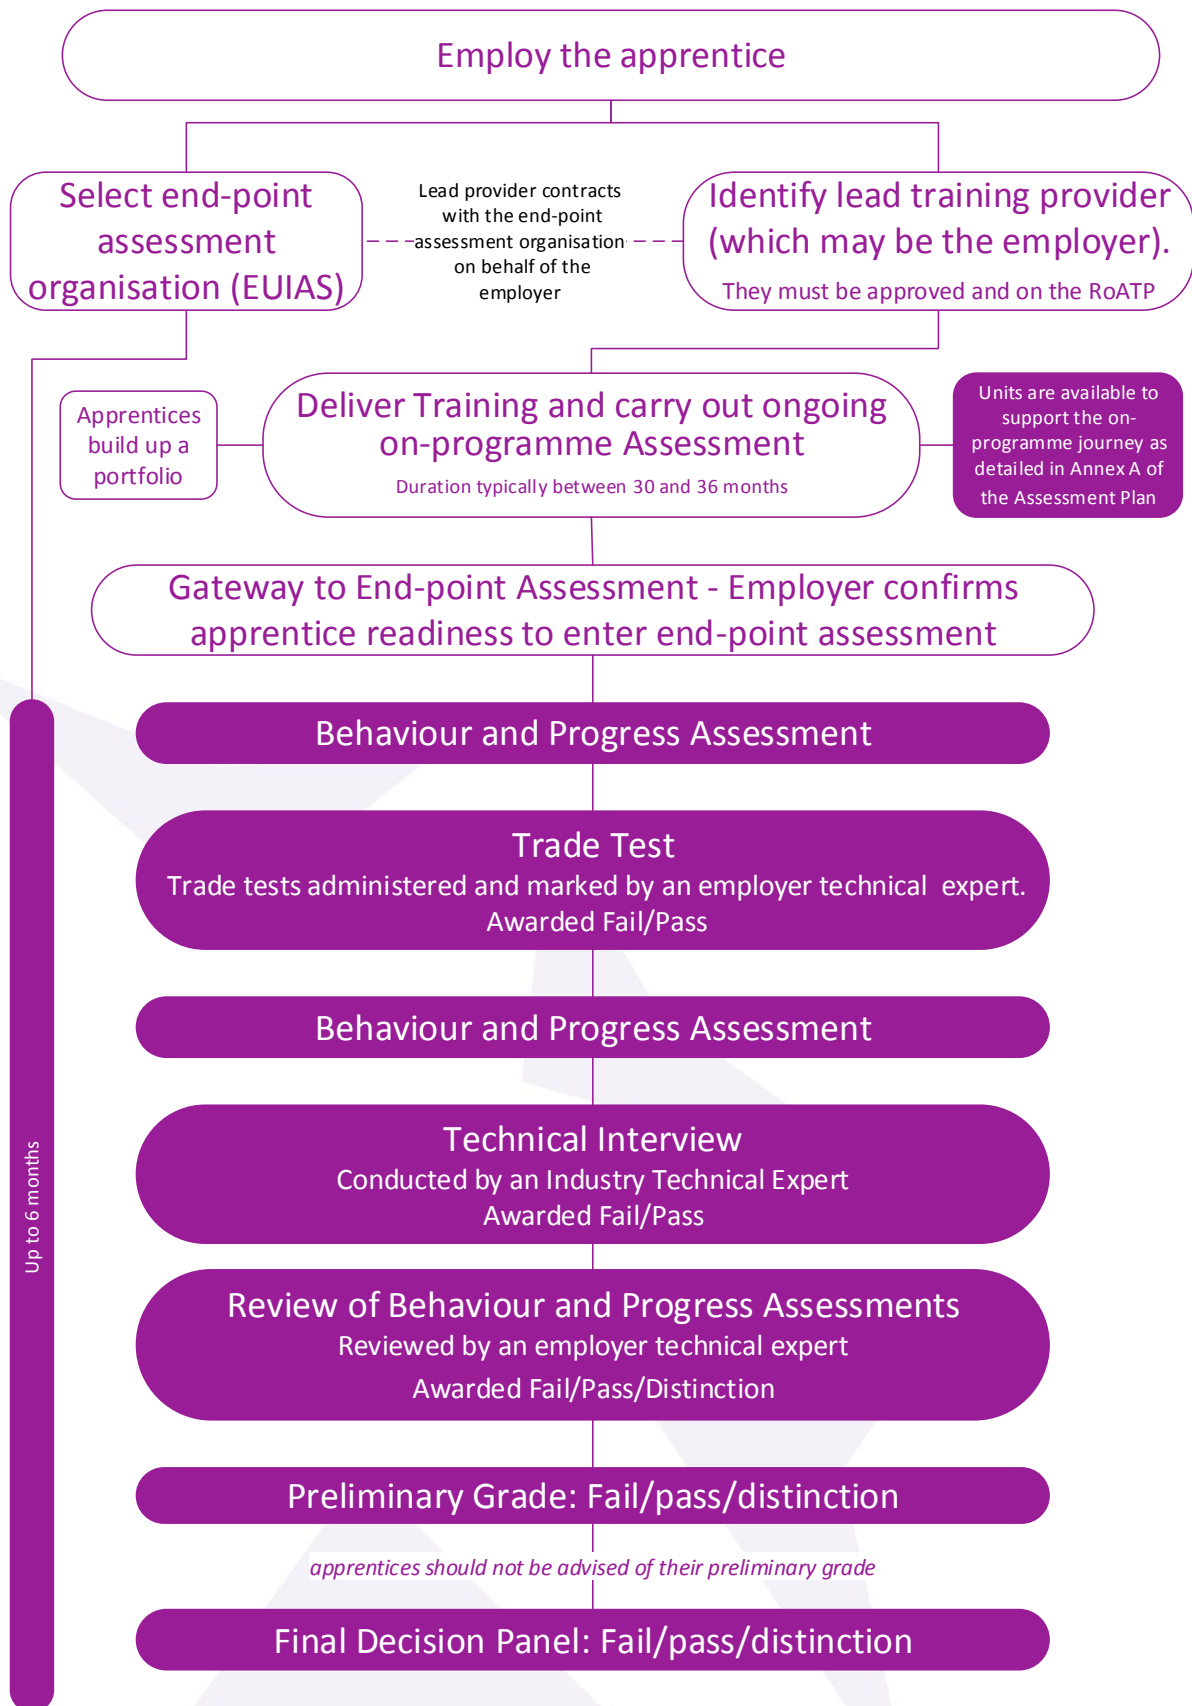 Employ the apprentice
Select end-point
assessment
organisation (EUIAS)
Lead provider contracts
with the end-point
assessment organisation
on behalf of the
employer
Identify lead training provider
(which may be the employer).
They must be approved and on the RoATP
Apprentices
build up a
portfolio
Deliver Training and carry out ongoing
on-programme Assessment
Duration typically between 30 and 36 months
Units are available to
support the on-
programme journey as
detailed in Annex A of
the Assessment Plan
Gateway to End-point Assessment - Employer confirms
apprentice readiness to enter end-point assessment
Up to 6 months
Behaviour and Progress Assessment
Trade Test
Trade tests administered and marked by an employer technical expert.
Awarded Fail/Pass
Behaviour and Progress Assessment
Technical Interview
Conducted by an Industry Technical Expert
Awarded Fail/Pass
Review of Behaviour and Progress Assessments
Reviewed by an employer technical expert
Awarded Fail/Pass/Distinction
Preliminary Grade: Fail/pass/distinction
apprentices should not be advised of their preliminary grade
Final Decision Panel: Fail/pass/distinction